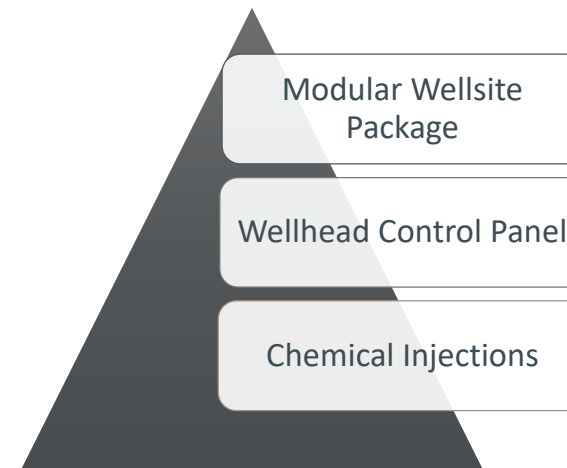 Modular Wellsite
Package
Wellhead Control Panel
Chemical Injections